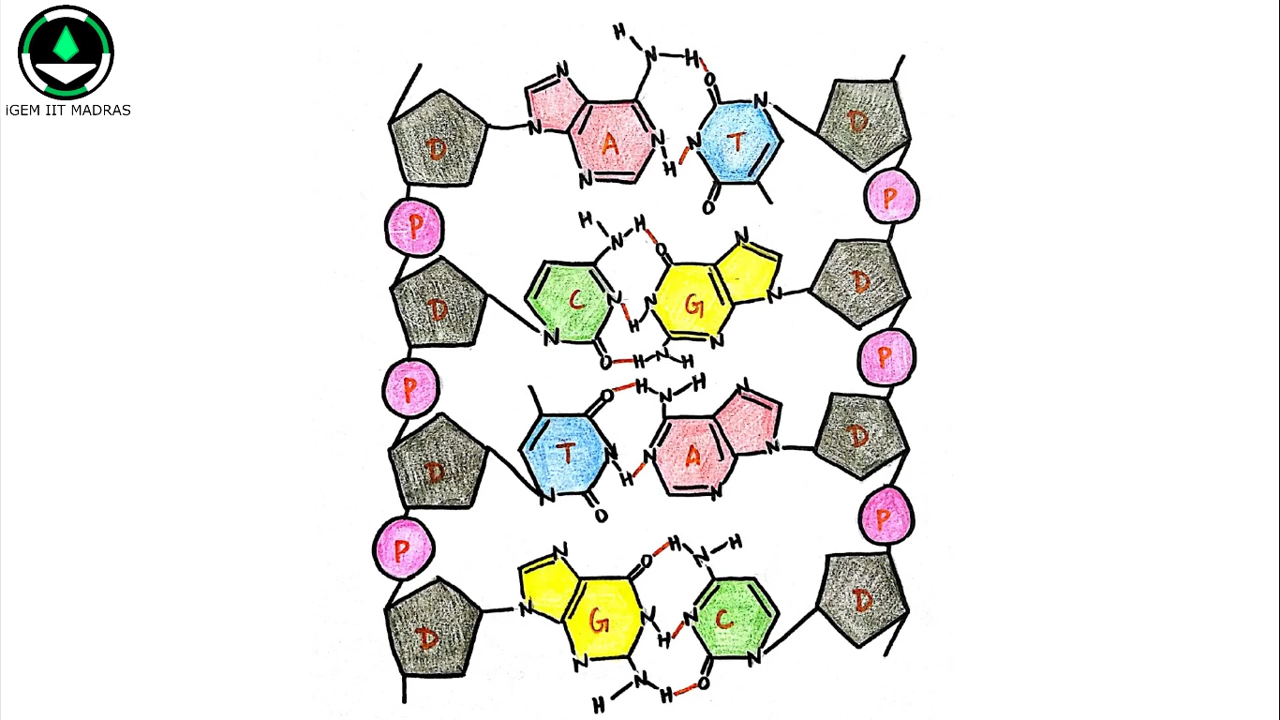 iGEM IIT MADRAS
H
N H
N O N
D N A N N T D
H
N
O
P P
H H
N
O N
D C N N G D
H N
N N
O H N H
P P
O H H
N N
D T N N A D
H N
N N
O
P P
N O H H
N
D N G N N C D
H
N N
N O
H H